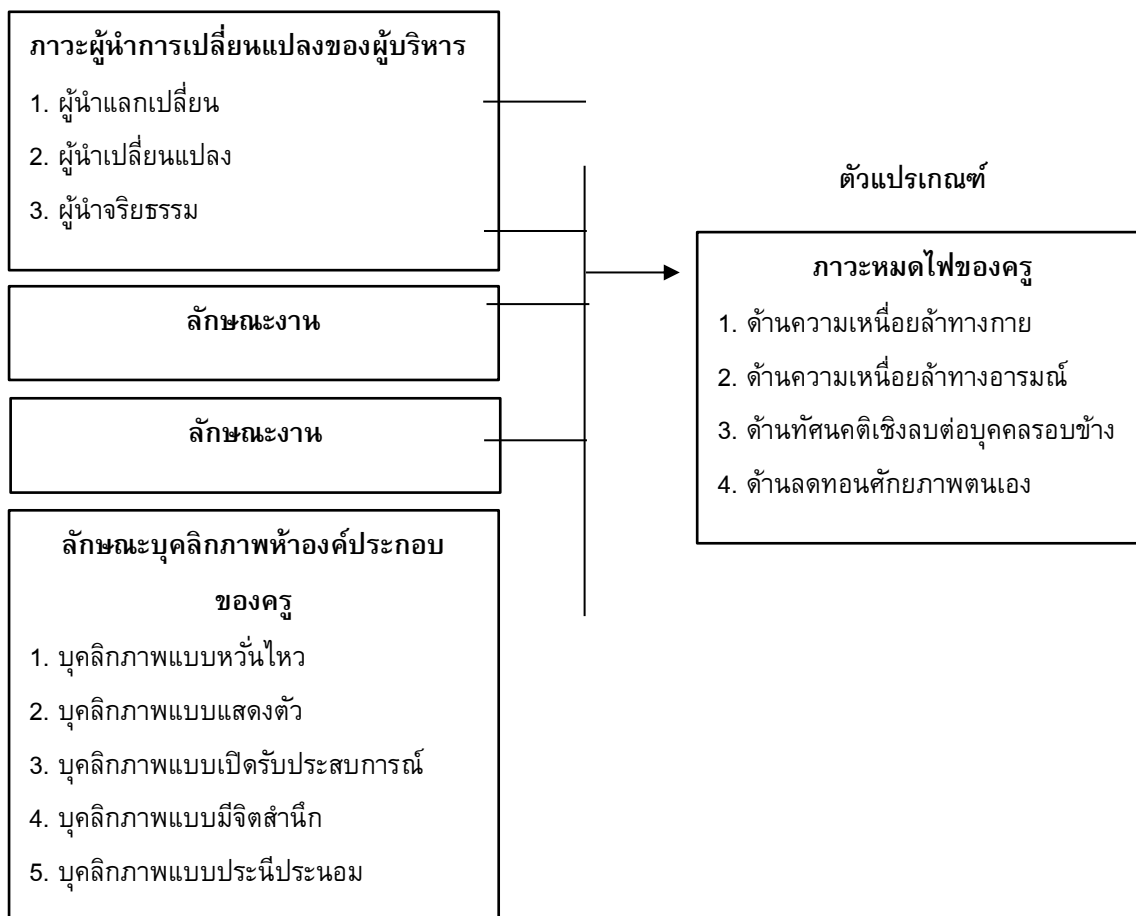 ภาวะผู้นำการเปลี่ยนแปลงของผู้บริหาร
1. ผู้นำแลกเปลี่ยน
2. ผู้นำเปลี่ยนแปลง
3. ผู้นำจริยธรรม
ลักษณะงาน
ลักษณะงาน
ลักษณะบุคลิกภาพห้าองค์ประกอบ
ของครู
1. บุคลิกภาพแบบหวั่นไหว
2. บุคลิกภาพแบบแสดงตัว
3. บุคลิกภาพแบบเปิดรับประสบการณ์
4. บุคลิกภาพแบบมีจิตสำนึก
5. บุคลิกภาพแบบประนีประนอม
ตัวแปรเกณฑ์
ภาวะหมดไฟของครู
1. ด้านความเหนื่อยล้าทางกาย
2. ด้านความเหนื่อยล้าทางอารมณ์
3. ด้านทัศนคติเชิงลบต่อบุคคลรอบข้าง
4. ด้านลดทอนศักยภาพตนเอง